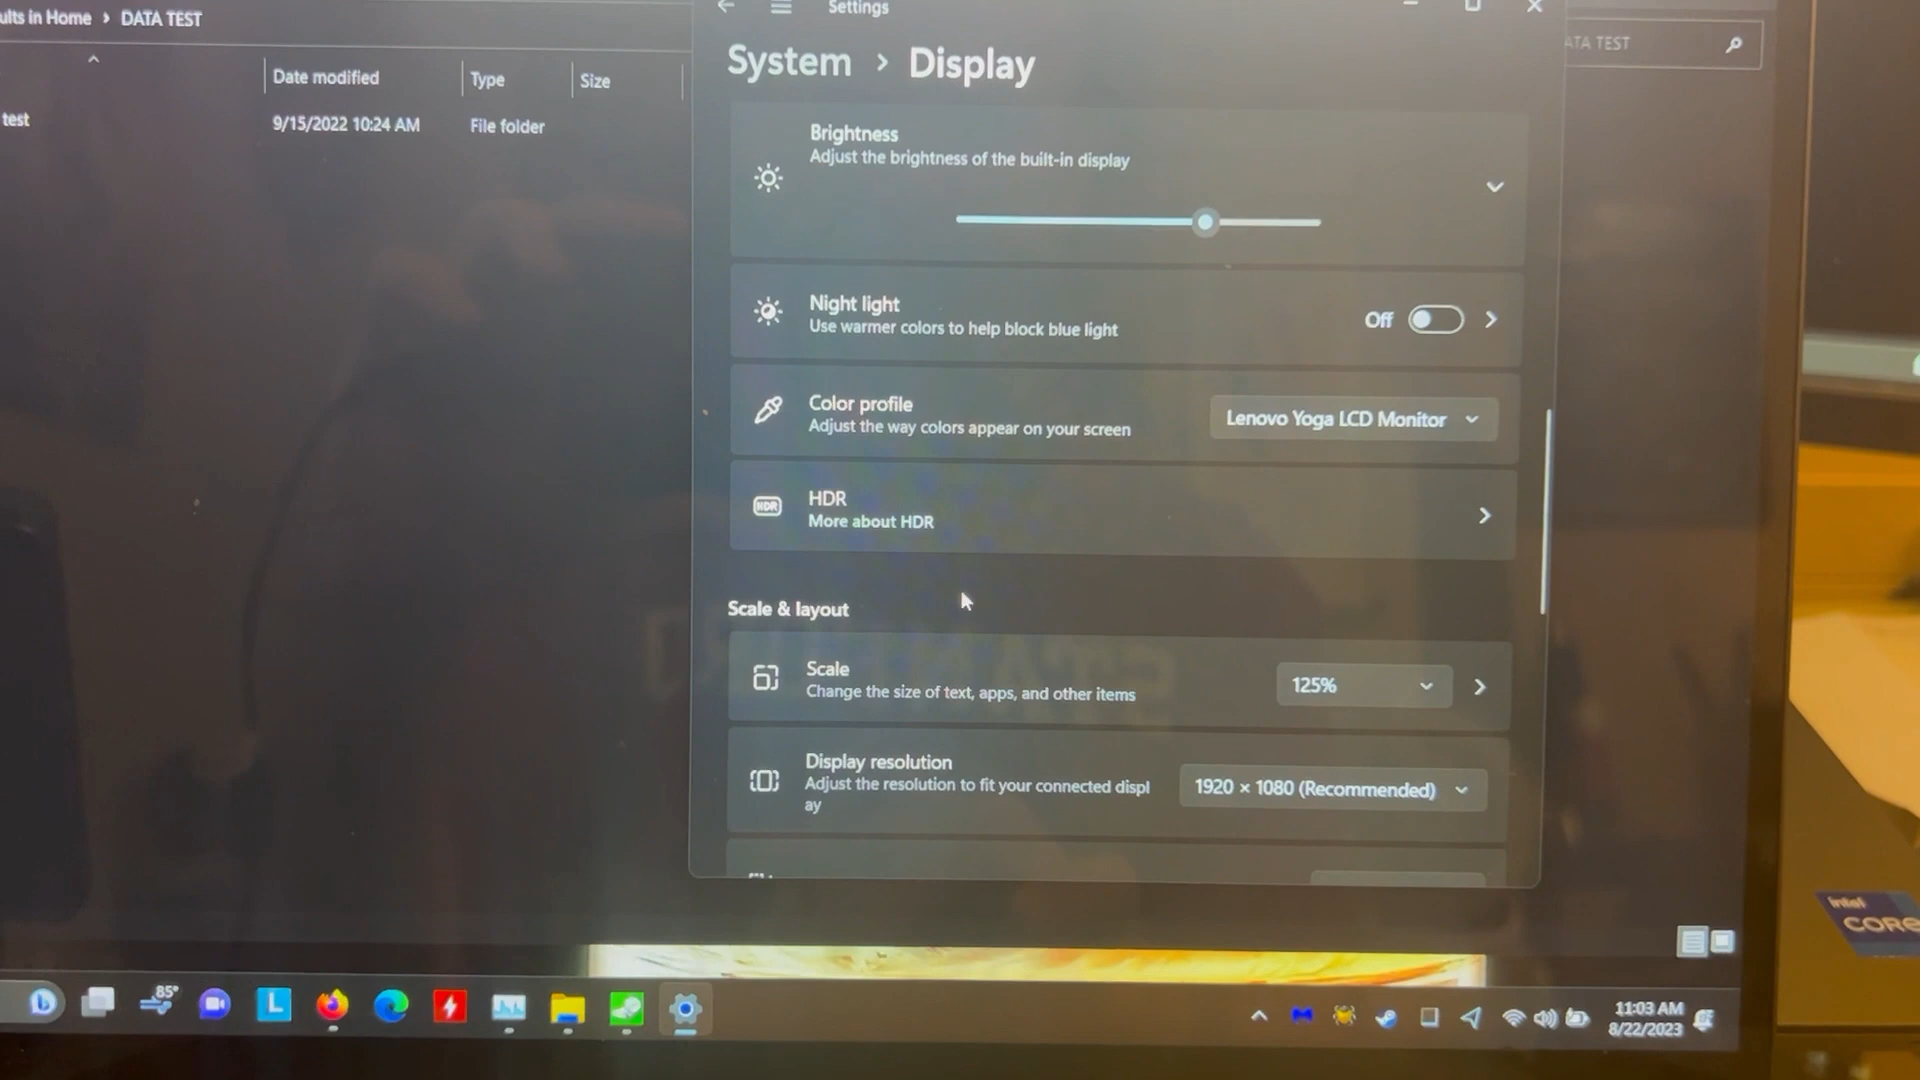 ults in Home > DATA TEST
Settings
ATA TEST
System > Display
Date modified
Type
Size
test
9/15/2022 10:24 AM
File folder
Brightness
Adjust the brightness of the built-in display
Night light
Use warmer colors to help block blue light
Off
Color profile
Adjust the way colors appear on your screen
Lenovo Yoga LCD Monitor
HDR
HDR
More about HDR
Scale & layout
Scale
Change the size of text, apps, and other items
125%
Display resolution
Adjust the resolution to fit your connected displ
ay
1920 × 1080 (Recommended)
intel
CORE
85°
L
11:03 AM
8/22/2023